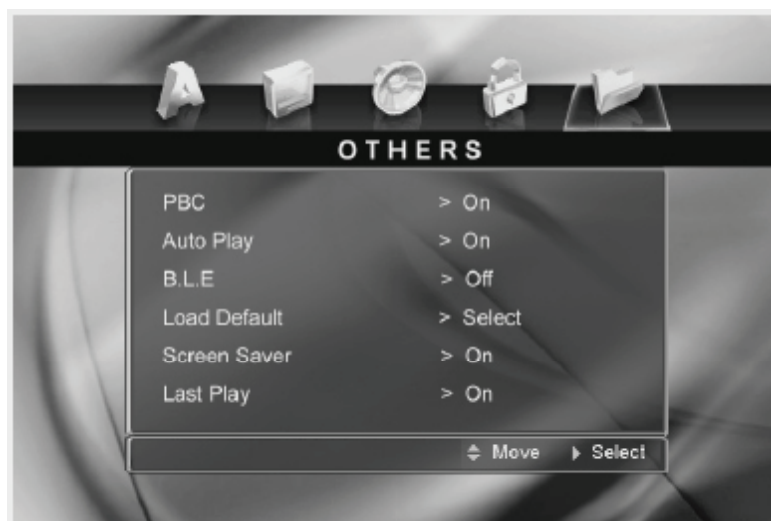 OTHERS
PBC > On
Auto Play > On
B.L.E > Off
Load Default > Select
Screen Saver > On
Last Play > On
Move Select